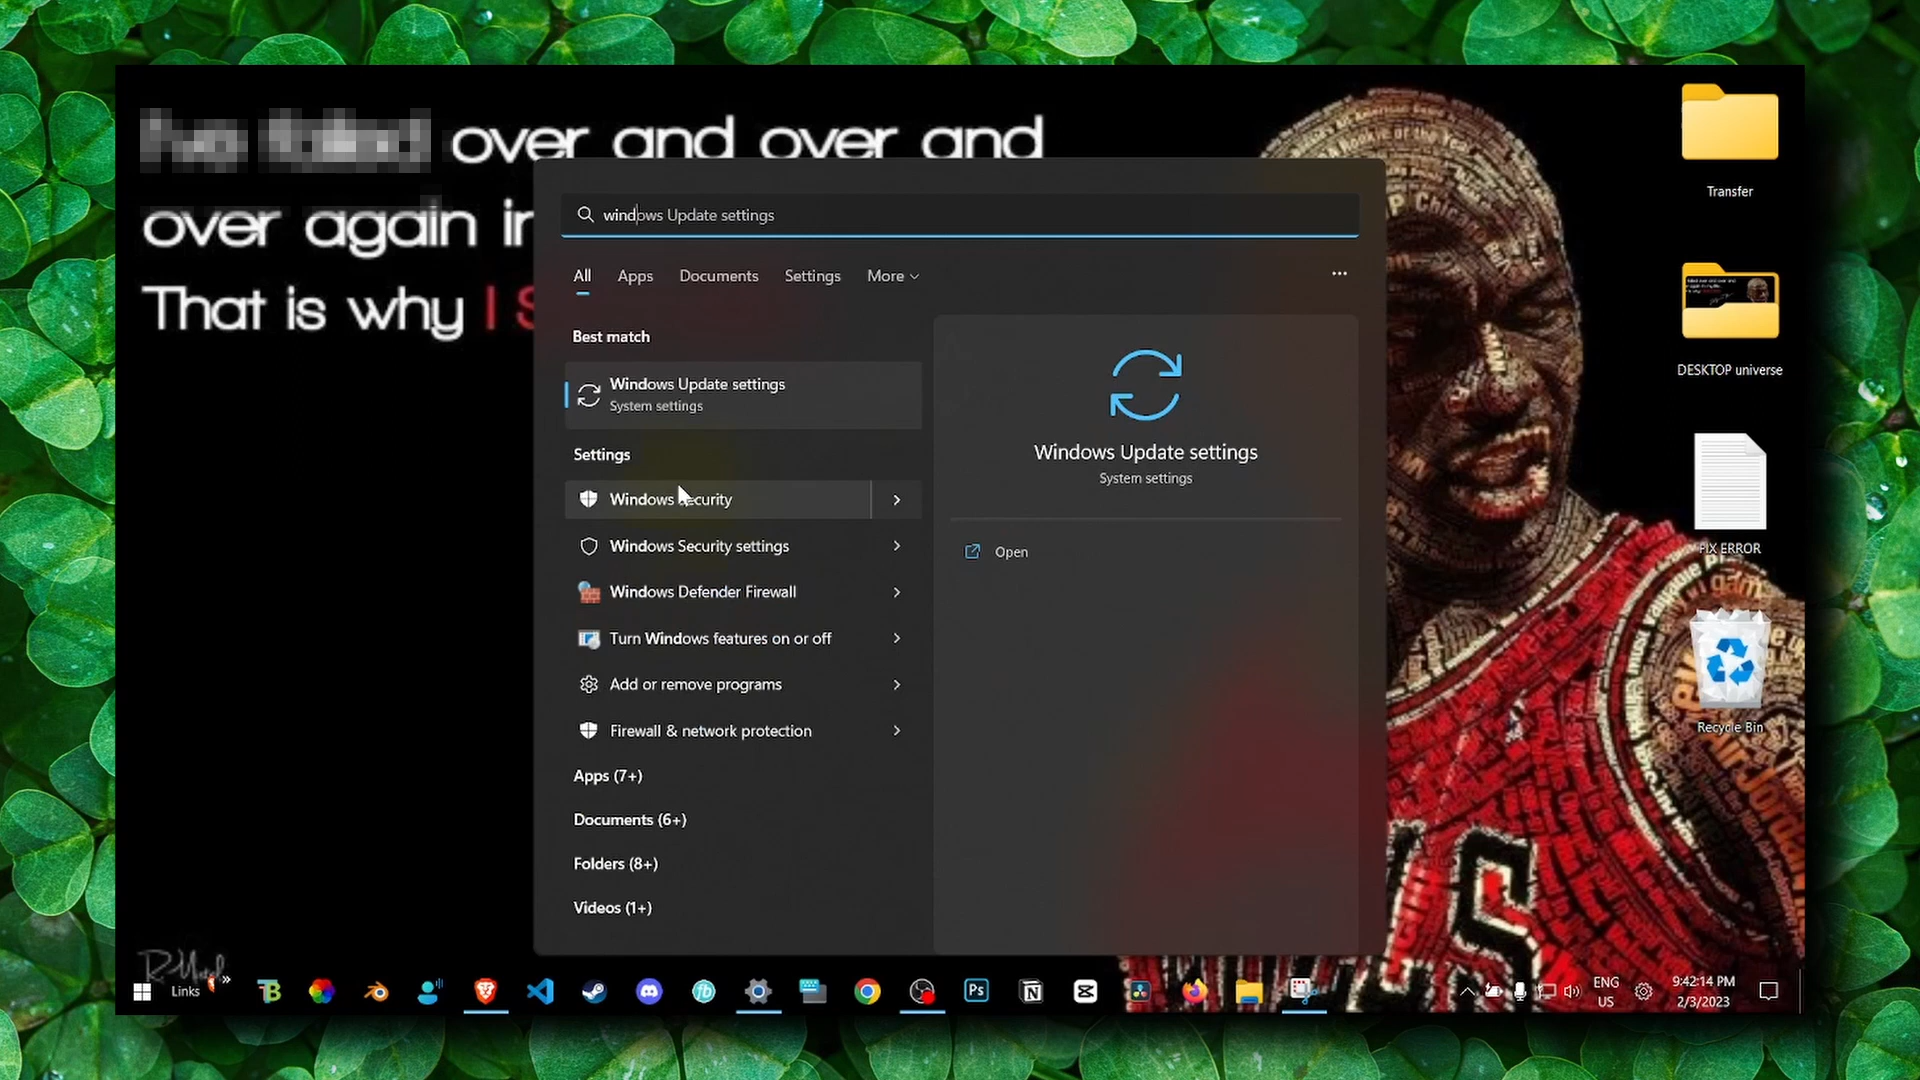 over and over and
over again in
That is why I S
windows Update settings
All Apps Documents Settings More
Best match
Windows Update settings
System settings
Settings
Windows Security
Windows Security settings
Windows Defender Firewall
Turn Windows features on or off
Add or remove programs
Firewall & network protection
Apps (7+)
Documents (6+)
Folders (8+)
Videos (1+)
Windows Update settings
System settings
Open
Transfer
DESKTOP universe
PIX ERROR
Recycle Bin
Links
Ps
ENG
US
9:42:14 PM
2/3/2023